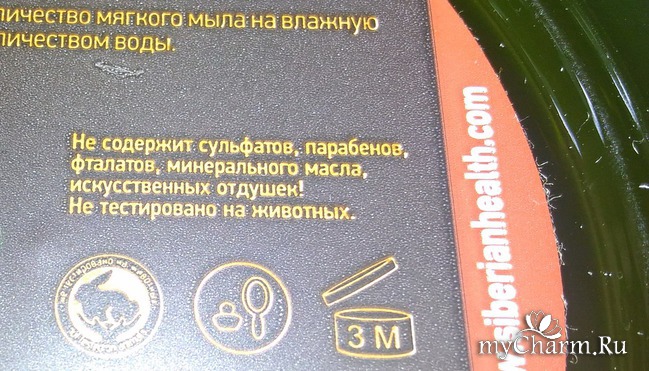 личество мягкого мыла на влажную
личеством воды.
Не содержит сульфатов, парабенов,
фталатов, минерального масла,
искусственных отдушек!
Не тестировано на животных.
3 М
siberianhealth.com
myCharm.Ru